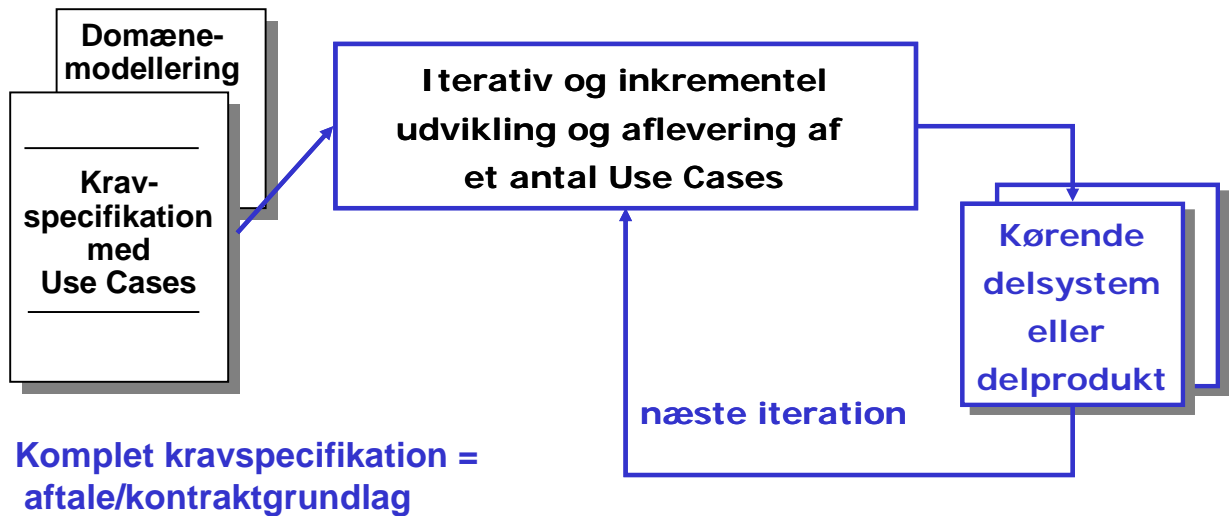 Domæne-
modellering
Krav-
specifikation
med
Use Cases
Iterativ og inkrementel
udvikling og aflevering af
et antal Use Cases
Kørende
delsystem
eller
delprodukt
næste iteration
Komplet kravspecifikation =
aftale/kontraktgrundlag